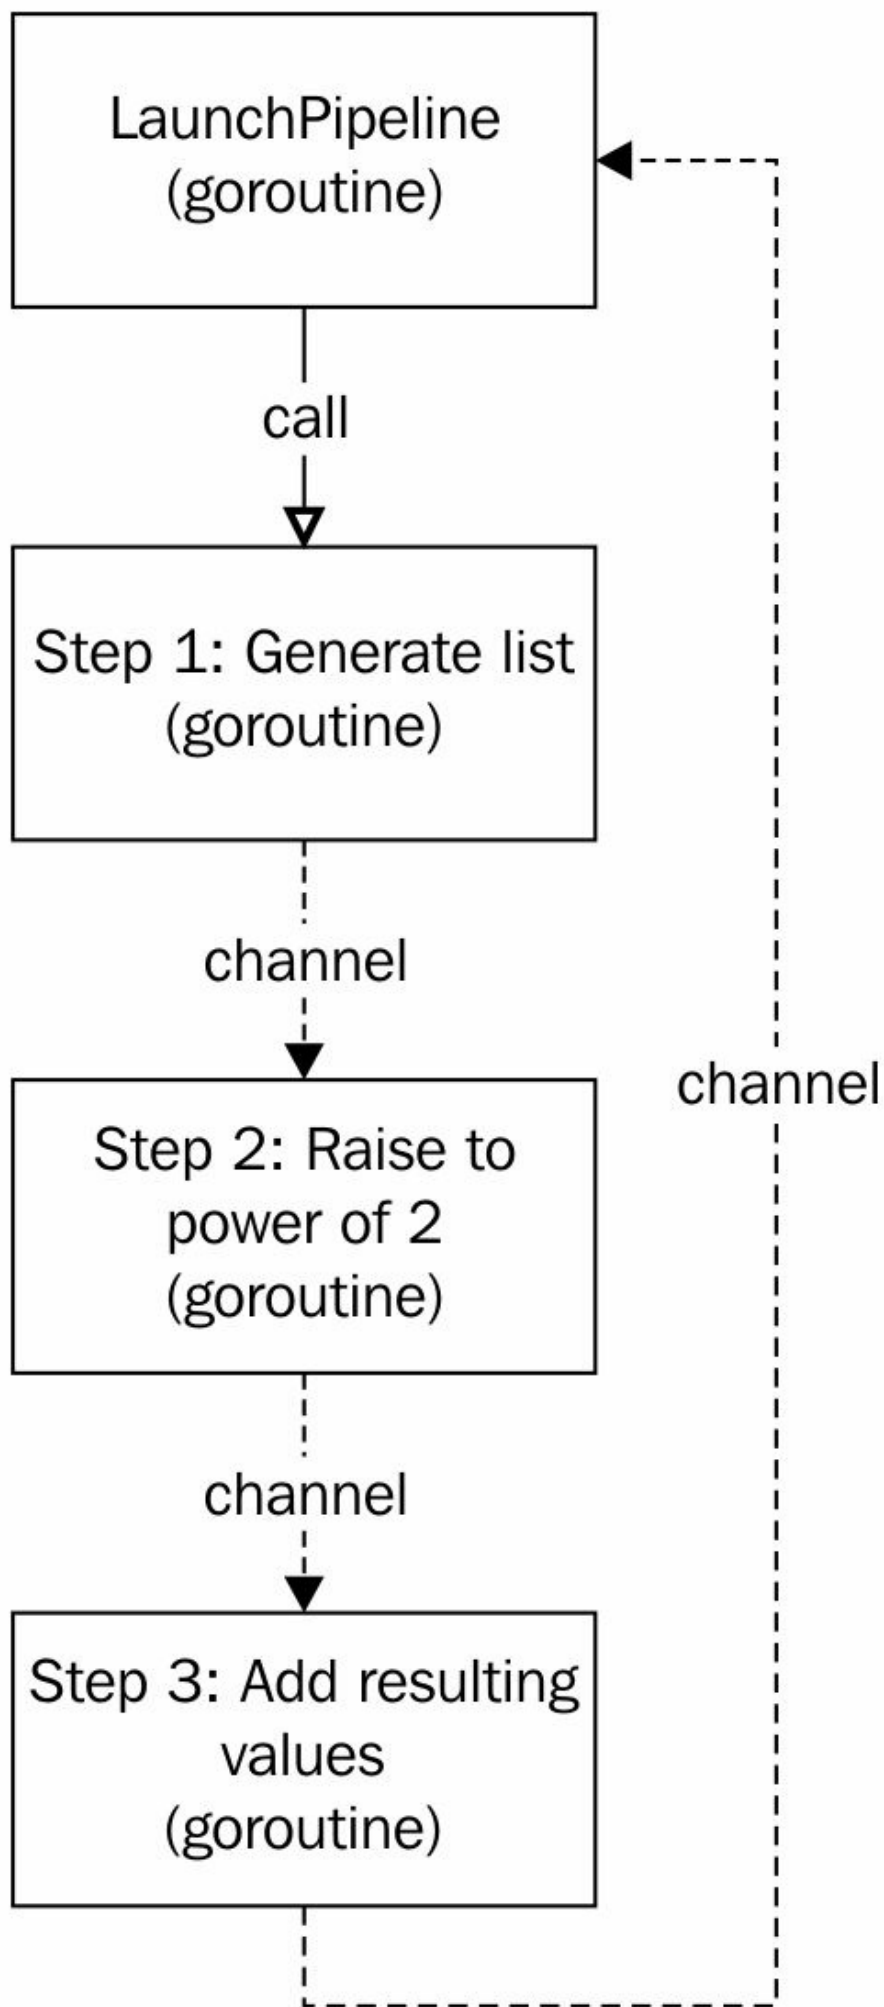 LaunchPipeline
(goroutine)
call
Step 1: Generate list
(goroutine)
channel
Step 2: Raise to
power of 2
(goroutine)
channel
channel
Step 3: Add resulting
values
(goroutine)